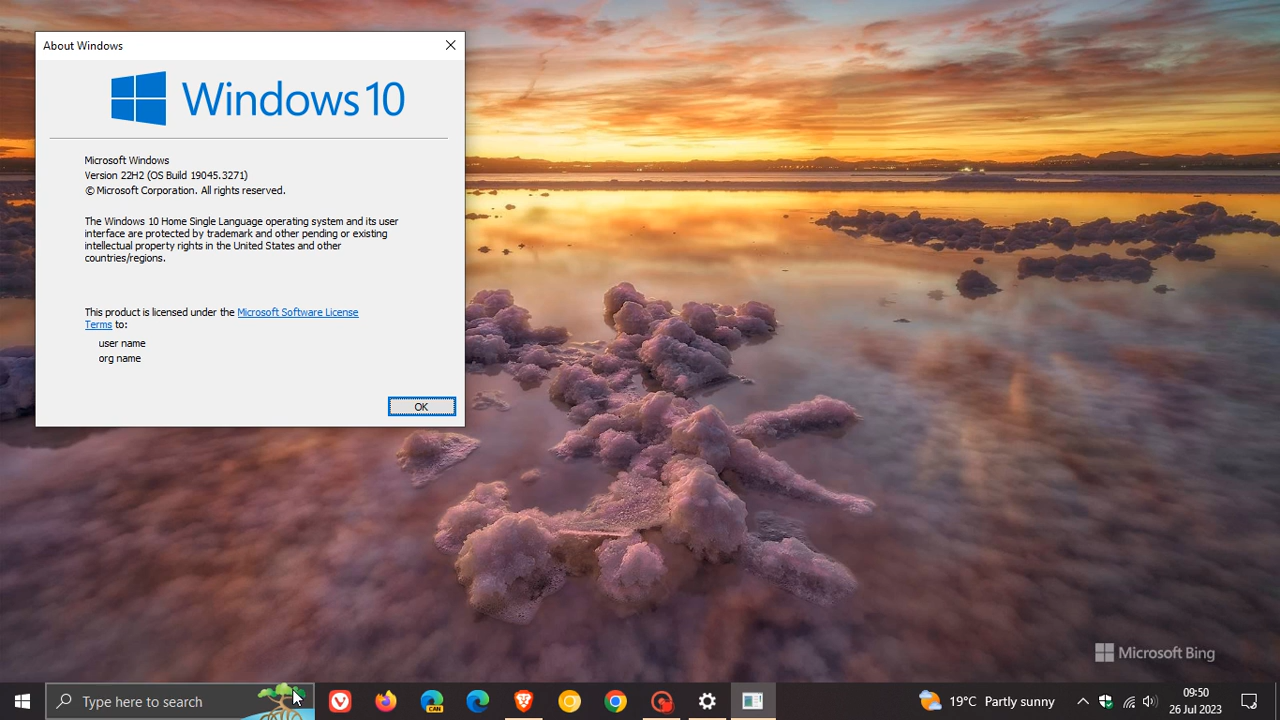 About Windows
Windows 10
Microsoft Windows
Version 22H2 (OS Build 19045.3271)
© Microsoft Corporation. All rights reserved.
The Windows 10 Home Single Language operating system and its user
interface are protected by trademark and other pending or existing
intellectual property rights in the United States and other
countries/regions.
This product is licensed under the Microsoft Software License
Terms to:
user name
org name
OK
Microsoft Bing
Type here to search
CAN
19°C Partly sunny
09:50
26 Jul 2023